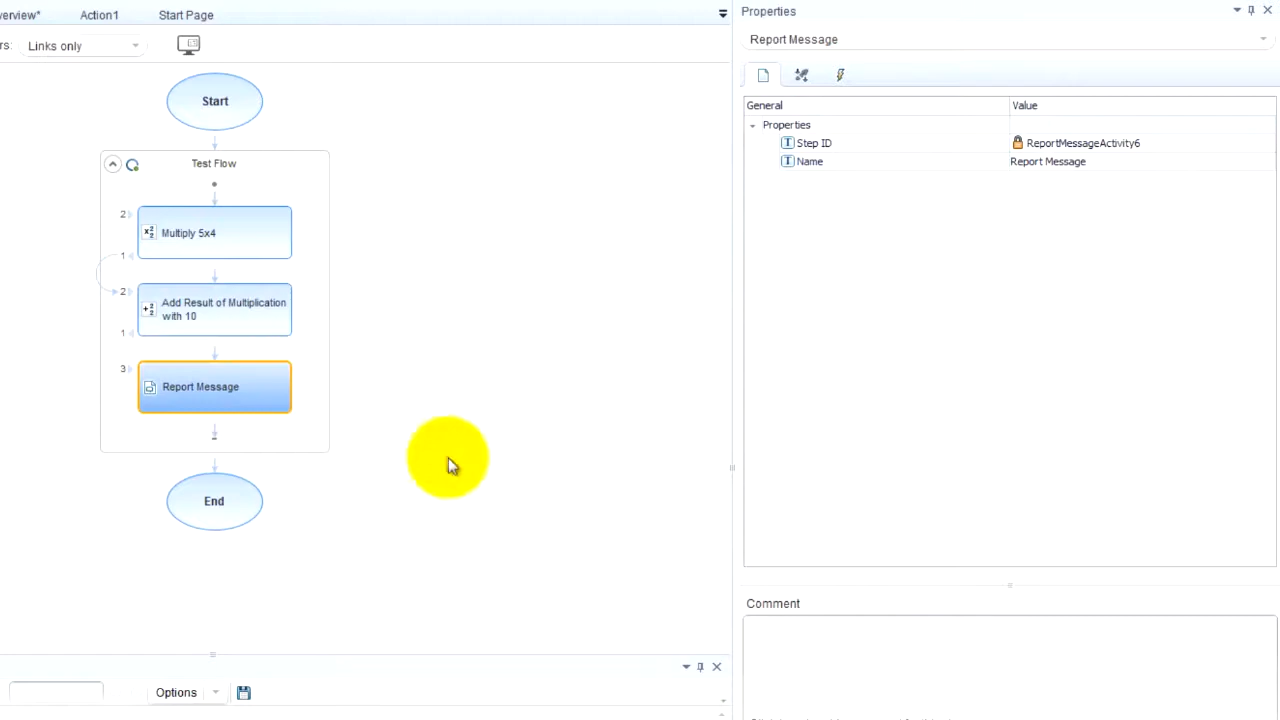 verview* Action1 Start Page
rs: Links only
Start
Test Flow
2
x²₂ Multiply 5x4
1
2
+²₂ Add Result of Multiplication
with 10
1
3
Report Message
End
Options
Properties
Report Message
General Value
Properties
T Step ID ReportMessageActivity6
T Name Report Message
Comment